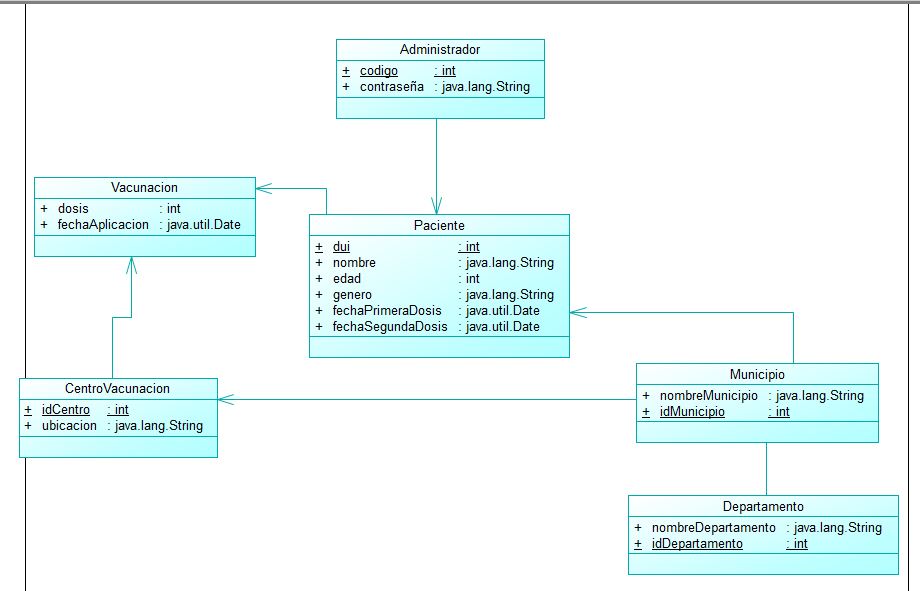 Administrador
+ codigo : int
+ contraseña : java.lang.String
Vacunacion
+ dosis : int
+ fechaAplicacion : java.util.Date
Paciente
+ dui : int
+ nombre : java.lang.String
+ edad : int
+ genero : java.lang.String
+ fechaPrimeraDosis : java.util.Date
+ fechaSegundaDosis : java.util.Date
CentroVacunacion
+ idCentro : int
+ ubicacion : java.lang.String
Municipio
+ nombreMunicipio : java.lang.String
+ idMunicipio : int
Departamento
+ nombreDepartamento : java.lang.String
+ idDepartamento : int